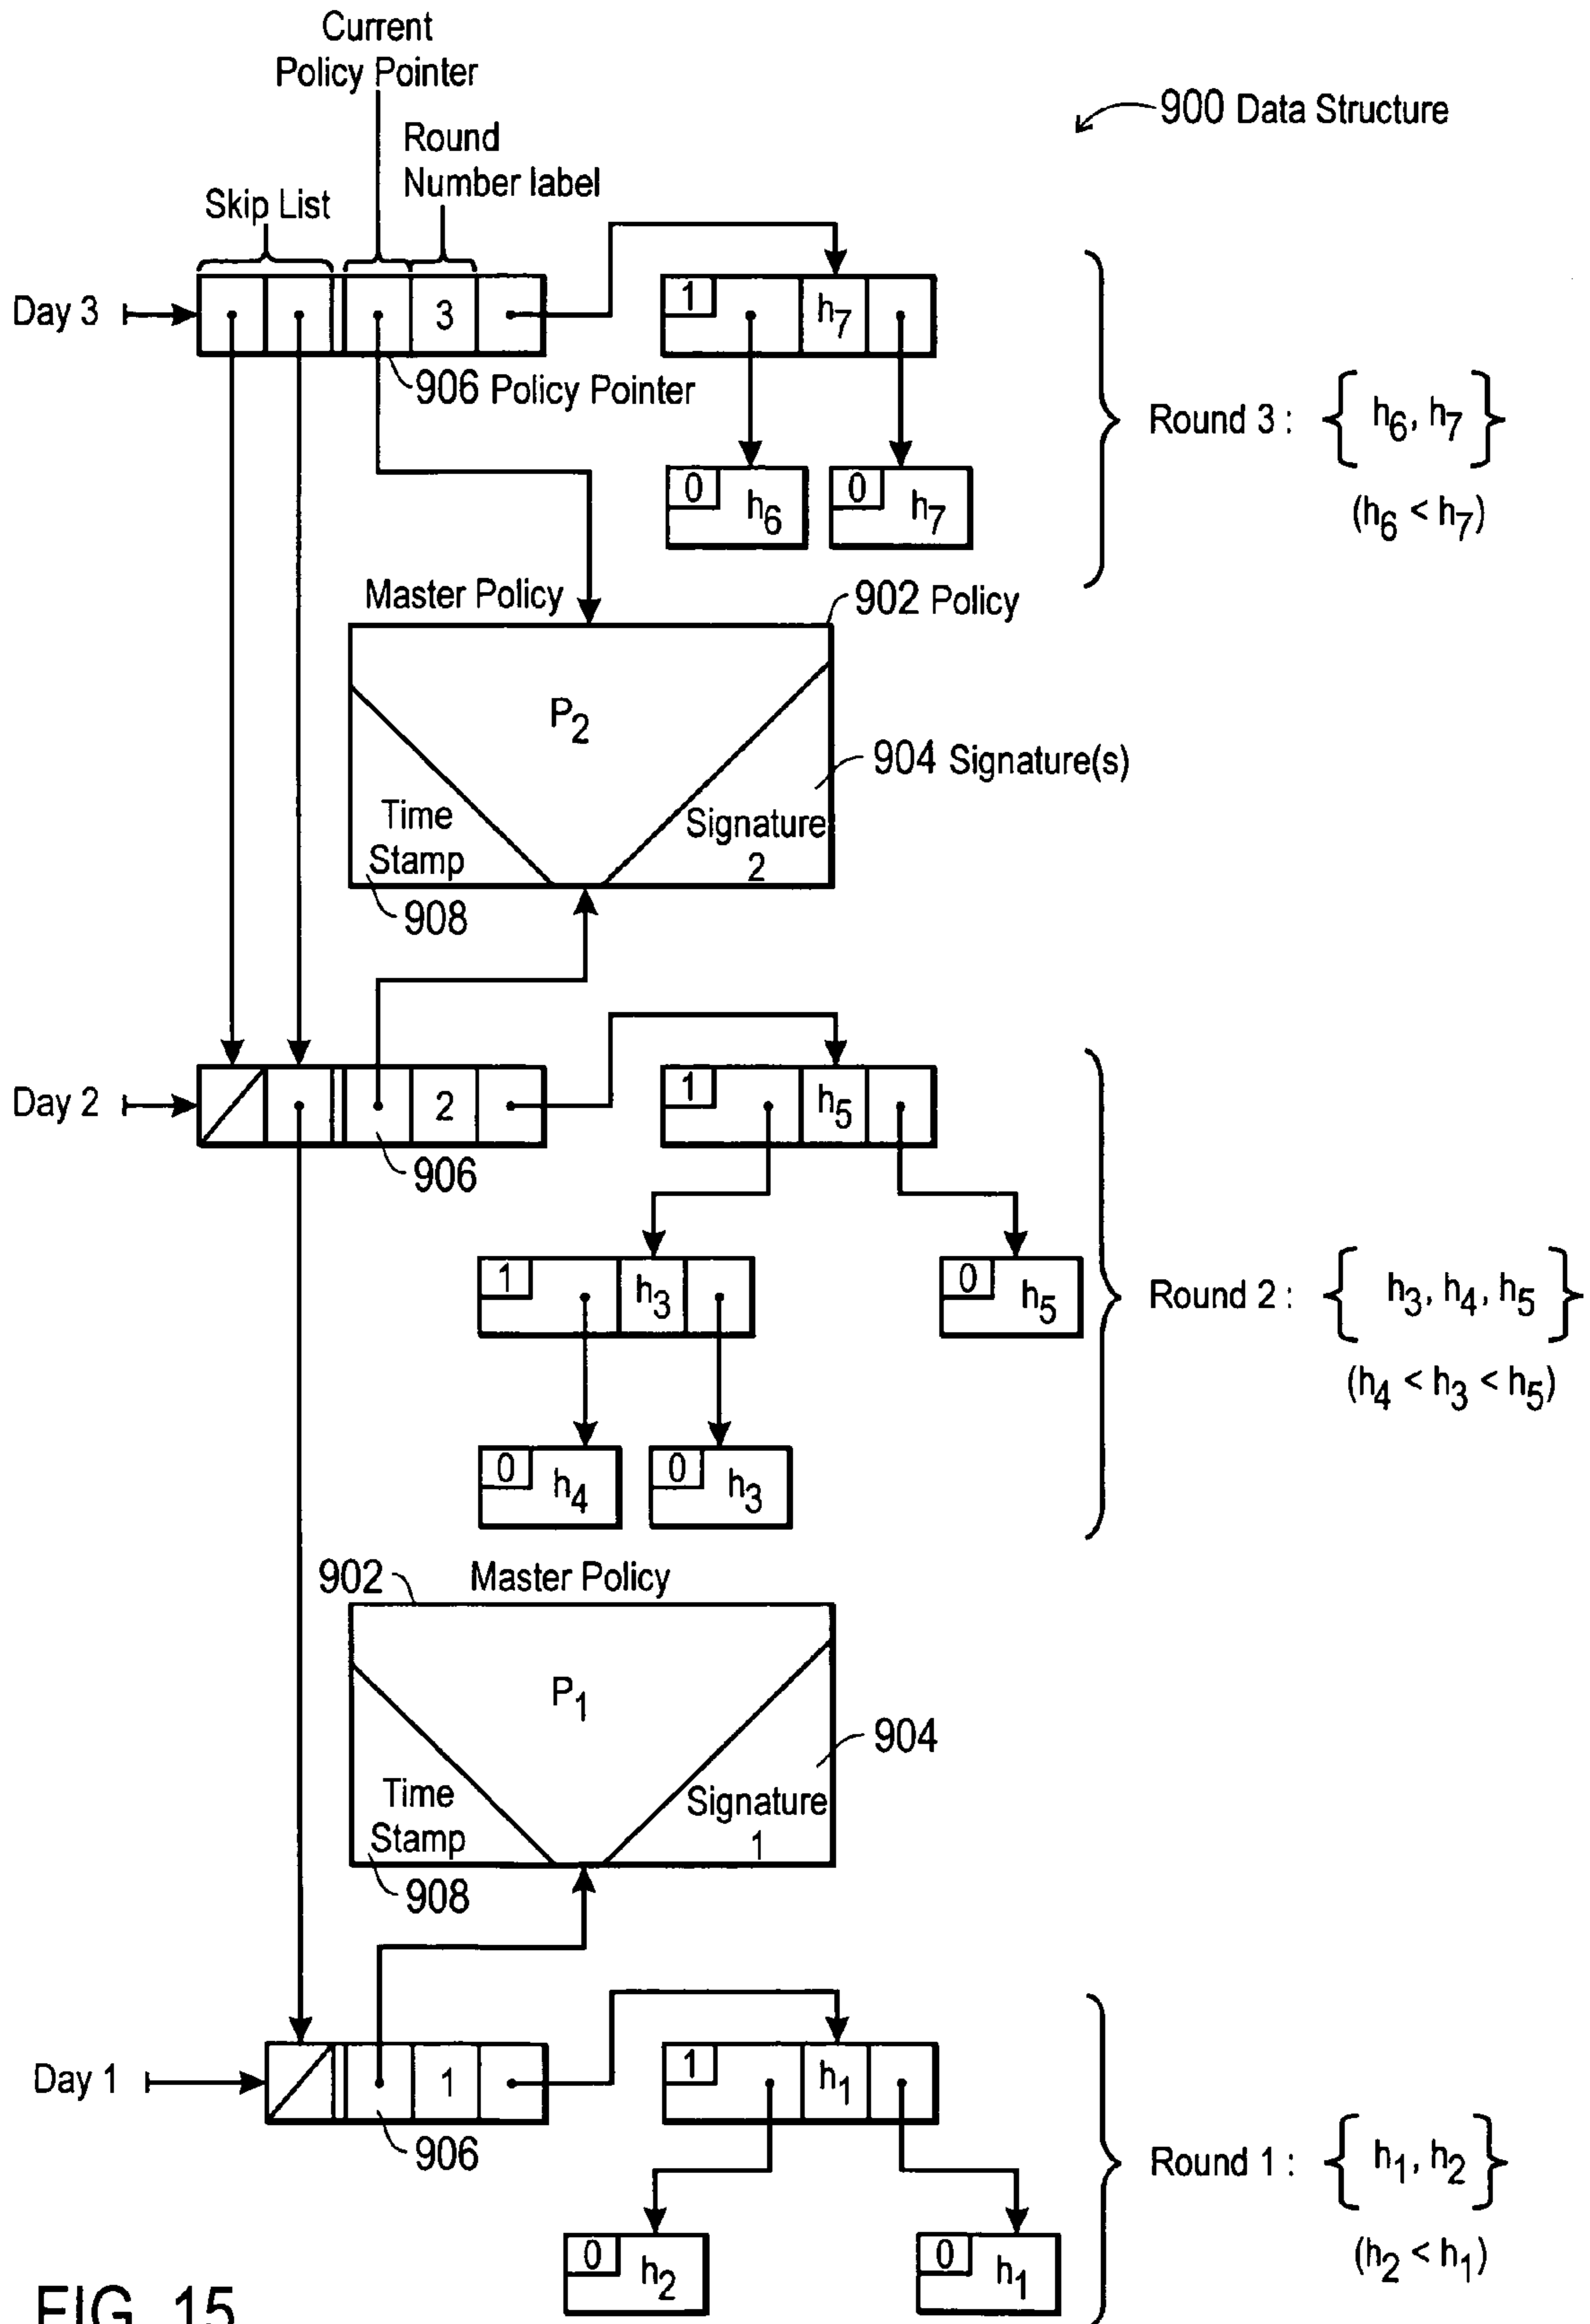 Current
Policy Pointer
900 Data Structure
Round
Number label
Skip List
Day 3
3
1
h7
906 Policy Pointer
Round 3 : { h6, h7 }
0
h6
0
h7
(h6 < h7)
Master Policy
902 Policy
P2
904 Signature(s)
Time
Stamp
Signature
2
908
Day 2
2
1
h5
906
1
h3
0
h5
Round 2 : { h3, h4, h5 }
(h4 < h3 < h5)
0
h4
0
h3
902
Master Policy
P1
904
Time
Stamp
Signature
1
908
Day 1
1
1
h1
906
Round 1 : { h1, h2 }
0
h2
0
h1
(h2 < h1)
FIG. 15